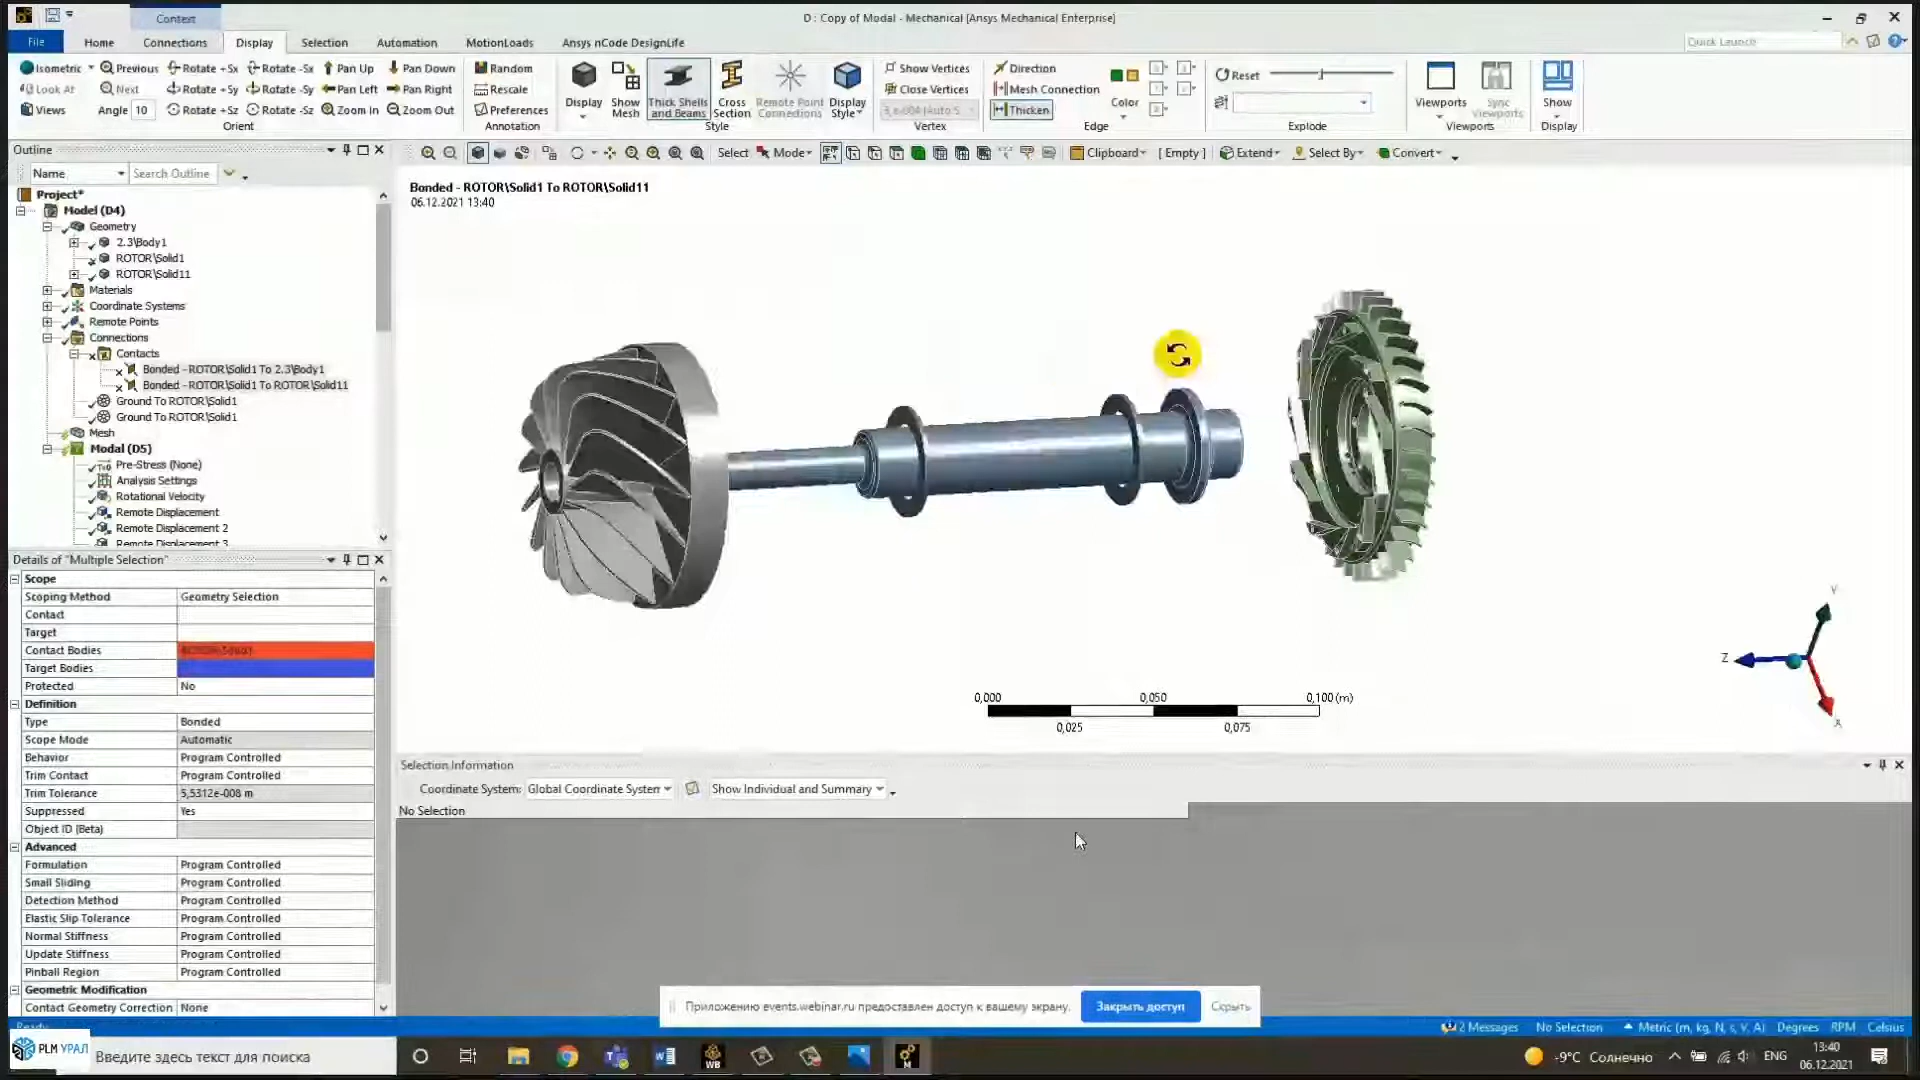 Context
D : Copy of Modal - Mechanical [Ansys Mechanical Enterprise]
File Home Connections Display Selection Automation MotionLoads Ansys nCode DesignLife Quick Launch
Isometric Previous Rotate +Sx Rotate -Sx Pan Up Pan Down Random Show Vertices Direction Reset
Look At Next Rotate +Sy Rotate -Sy Pan Left Pan Right Rescale Close Vertices Mesh Connection
Views Angle 10 Rotate +Sz Rotate -Sz Zoom In Zoom Out Preferences Thicken
Display Show Mesh Thick Shells and Beams Cross Section Remote Point Connections Display Style Color Viewports Sync Viewports Show
Orient Annotation Style Vertex Edge Explode Viewports Display
Outline
Select Mode Clipboard [ Empty ] Extend Select By Convert
Name Search Outline
Project*
Model (D4)
Geometry
2.3\Body1
ROTOR\Solid1
ROTOR\Solid11
Materials
Coordinate Systems
Remote Points
Connections
Contacts
Bonded - ROTOR\Solid1 To 2.3\Body1
Bonded - ROTOR\Solid1 To ROTOR\Solid11
Ground To ROTOR\Solid1
Ground To ROTOR\Solid1
Mesh
Modal (D5)
Pre-Stress (None)
Analysis Settings
Rotational Velocity
Remote Displacement
Remote Displacement 2
Remote Displacement 3
Bonded - ROTOR\Solid1 To ROTOR\Solid11
06.12.2021 13:40
0,000 0,050 0,100 (m)
0,025 0,075
Y
Z
X
Details of "Multiple Selection"
Scope
Scoping Method Geometry Selection
Contact
Target
Contact Bodies
Target Bodies
Protected No
Definition
Type Bonded
Scope Mode Automatic
Behavior Program Controlled
Trim Contact Program Controlled
Trim Tolerance 5,5312e-008 m
Suppressed Yes
Object ID (Beta)
Advanced
Formulation Program Controlled
Small Sliding Program Controlled
Detection Method Program Controlled
Elastic Slip Tolerance Program Controlled
Normal Stiffness Program Controlled
Update Stiffness Program Controlled
Pinball Region Program Controlled
Geometric Modification
Contact Geometry Correction None
Selection Information
Coordinate System: Global Coordinate System Show Individual and Summary
No Selection
Приложению events.webinar.ru предоставлен доступ к вашему экрану. Закрыть доступ Скрыть
Ready 2 Messages No Selection Metric (m, kg, N, s, V, A) Degrees RPM Celsius
PLM УРАЛ Введите здесь текст для поиска WB M -9°C Солнечно ENG 13:40
06.12.2021